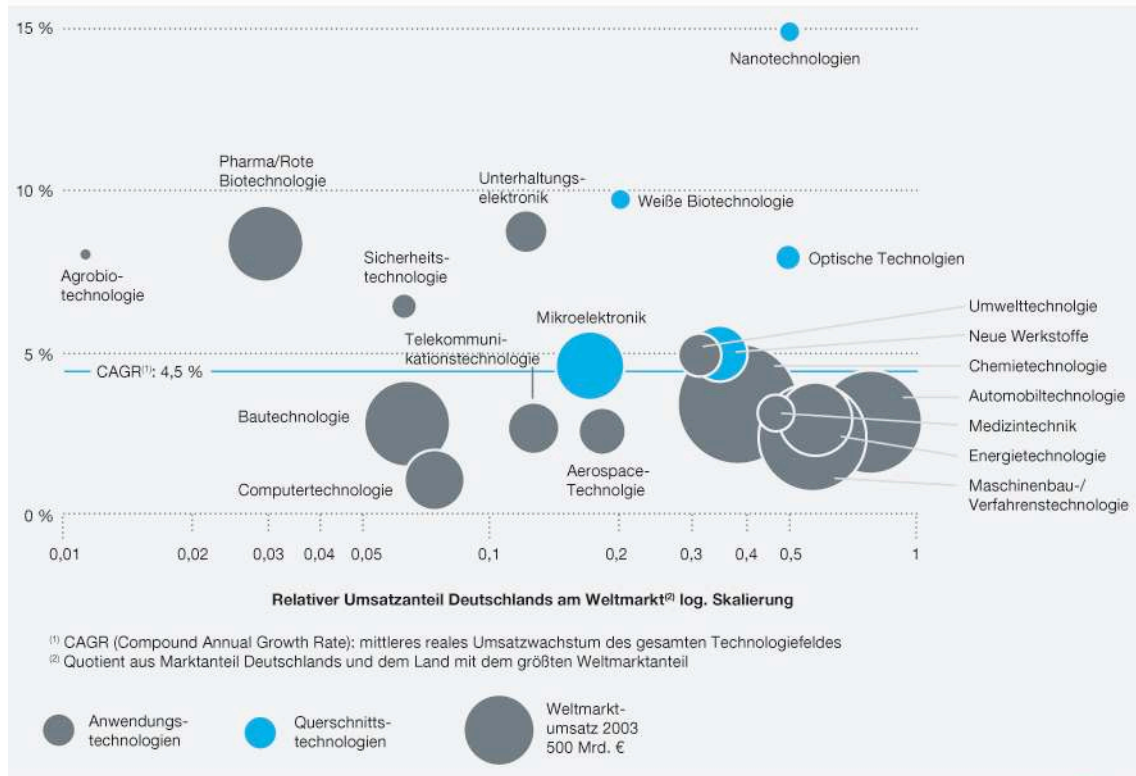 15 %
Nanotechnologien
Pharma/Rote
Biotechnologie
10 %
Unterhaltungs-
elektronik
Weiße Biotechnologie
Agrobio-
technologie
Sicherheits-
technologie
Optische Technolgien
Mikroelektronik
Telekommuni-
kationstechnologie
5 %
CAGR⁽¹⁾: 4,5 %
Umwelttechnolgie
Neue Werkstoffe
Chemietechnologie
Automobiltechnologie
Medizintechnik
Energietechnologie
Maschinenbau-/
Verfahrenstechnologie
Bautechnologie
Computertechnologie
Aerospace-
Technolgie
0 %
0,01 0,02 0,03 0,04 0,05 0,1 0,2 0,3 0,4 0,5 1
Relativer Umsatzanteil Deutschlands am Weltmarkt⁽²⁾ log. Skalierung
⁽¹⁾ CAGR (Compound Annual Growth Rate): mittleres reales Umsatzwachstum des gesamten Technologiefeldes
⁽²⁾ Quotient aus Marktanteil Deutschlands und dem Land mit dem größten Weltmarktanteil
Anwendungs-
technologien
Querschnitts-
technologien
Weltmarkt-
umsatz 2003
500 Mrd. €